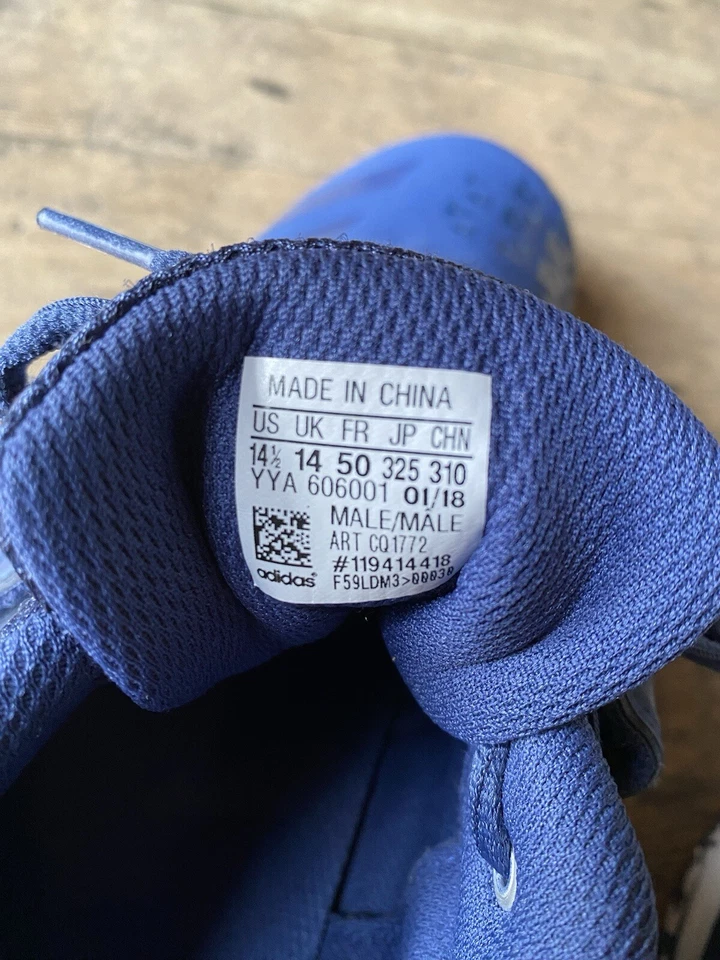 MADE IN CHINA
US UK FR JP CHN
14½ 14 50 325 310
YYA 606001 01/18
MALE/MÂLE
ART CQ1772
#119414418
adidas® F59LDM3>00030